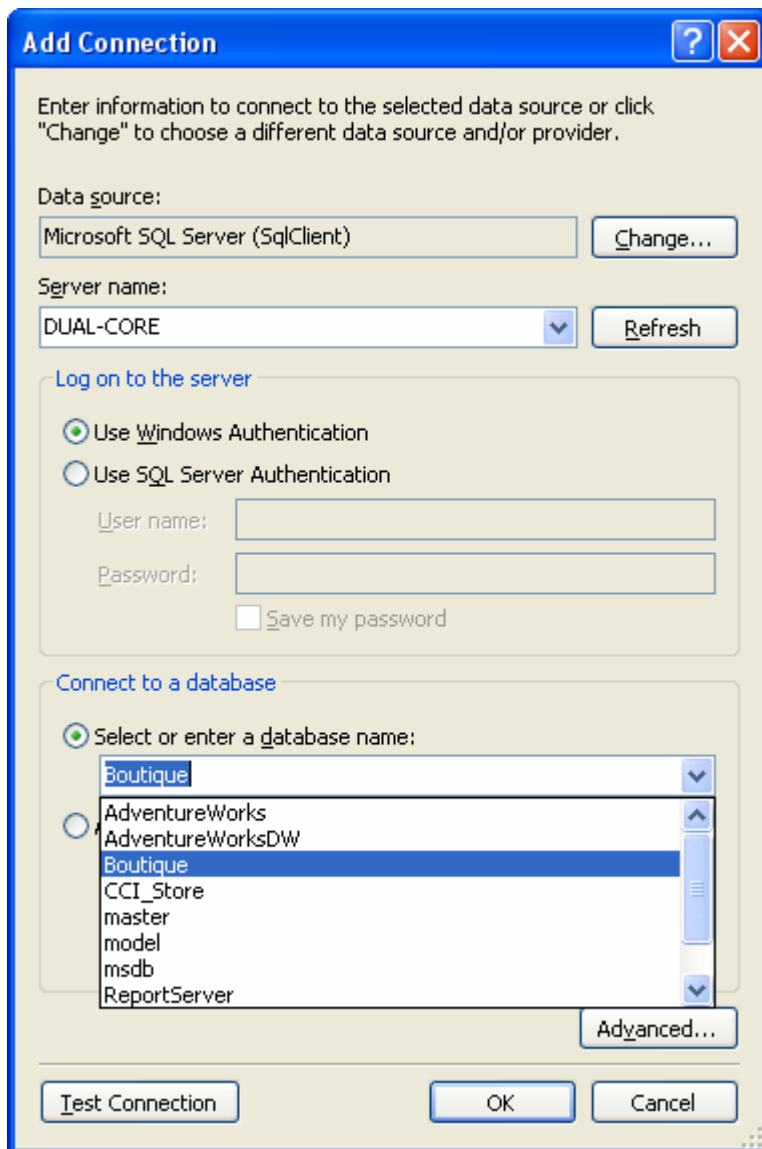 Add Connection
Enter information to connect to the selected data source or click
"Change" to choose a different data source and/or provider.
Data source:
Microsoft SQL Server (SqlClient)
Change...
Server name:
DUAL-CORE
Refresh
Log on to the server
Use Windows Authentication
Use SQL Server Authentication
User name:
Password:
Save my password
Connect to a database
Select or enter a database name:
Boutique
AdventureWorks
AdventureWorksDW
Boutique
CCI_Store
master
model
msdb
ReportServer
Advanced...
Test Connection
OK
Cancel